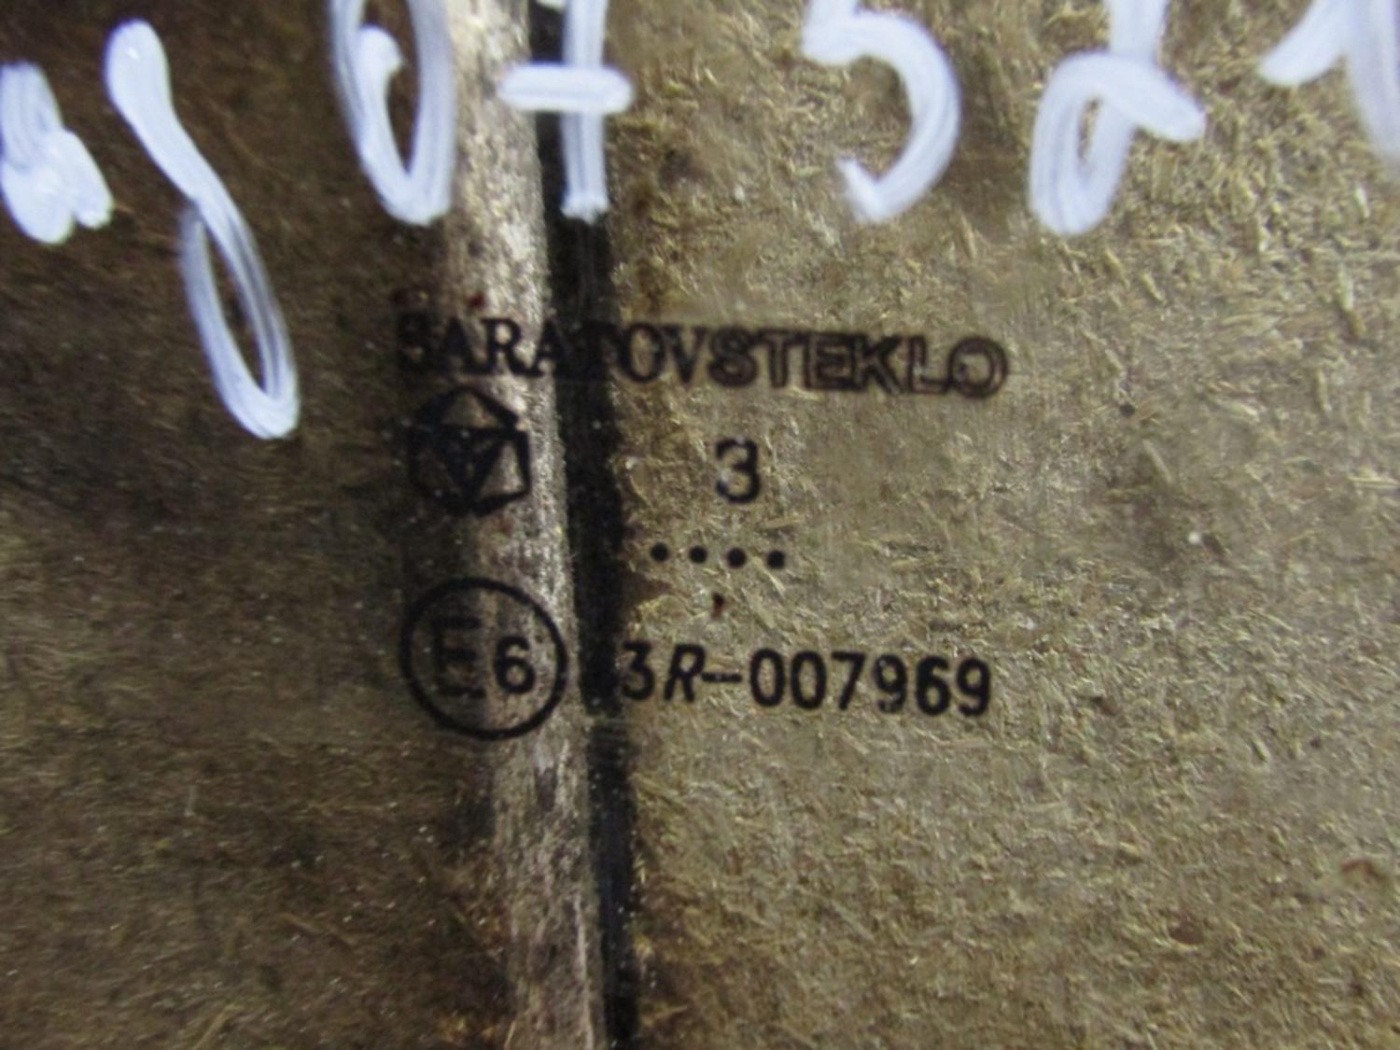 SARATOVSTEKLO
3
....
E6 3R-007969